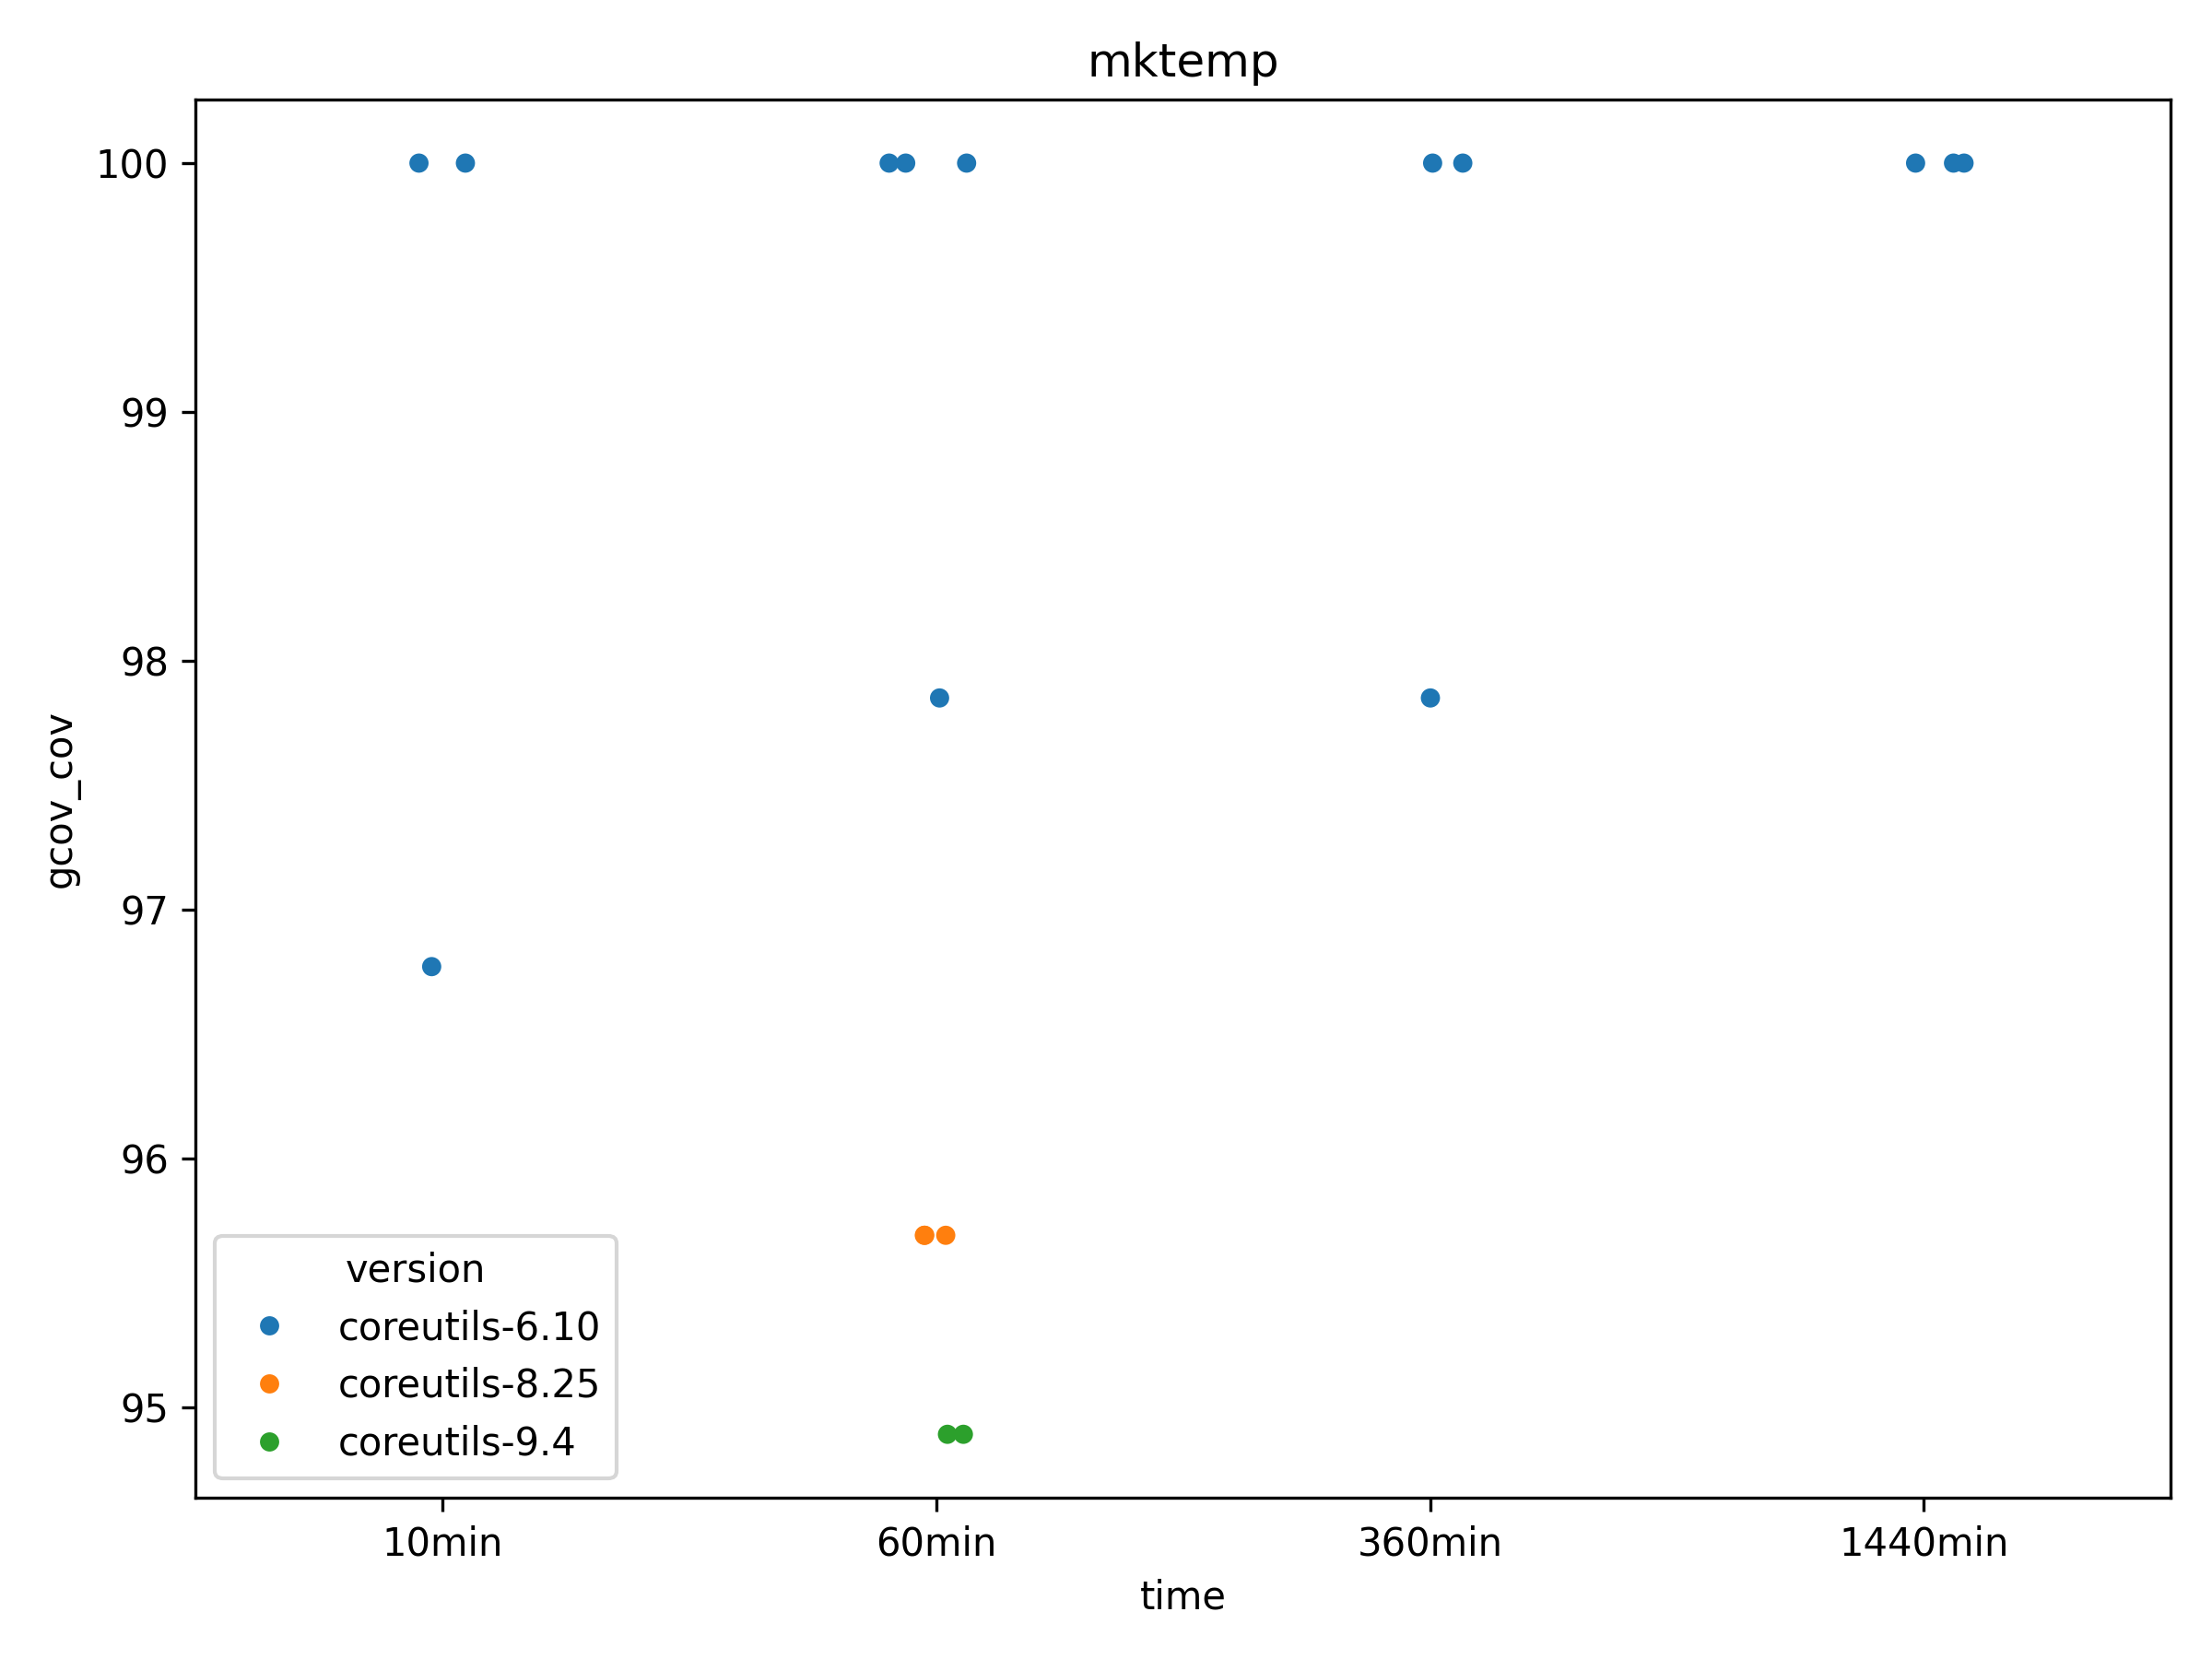 mktemp
100
99
98
97
96
95
gcov_cov
version
coreutils-6.10
coreutils-8.25
coreutils-9.4
10min
60min
360min
1440min
time